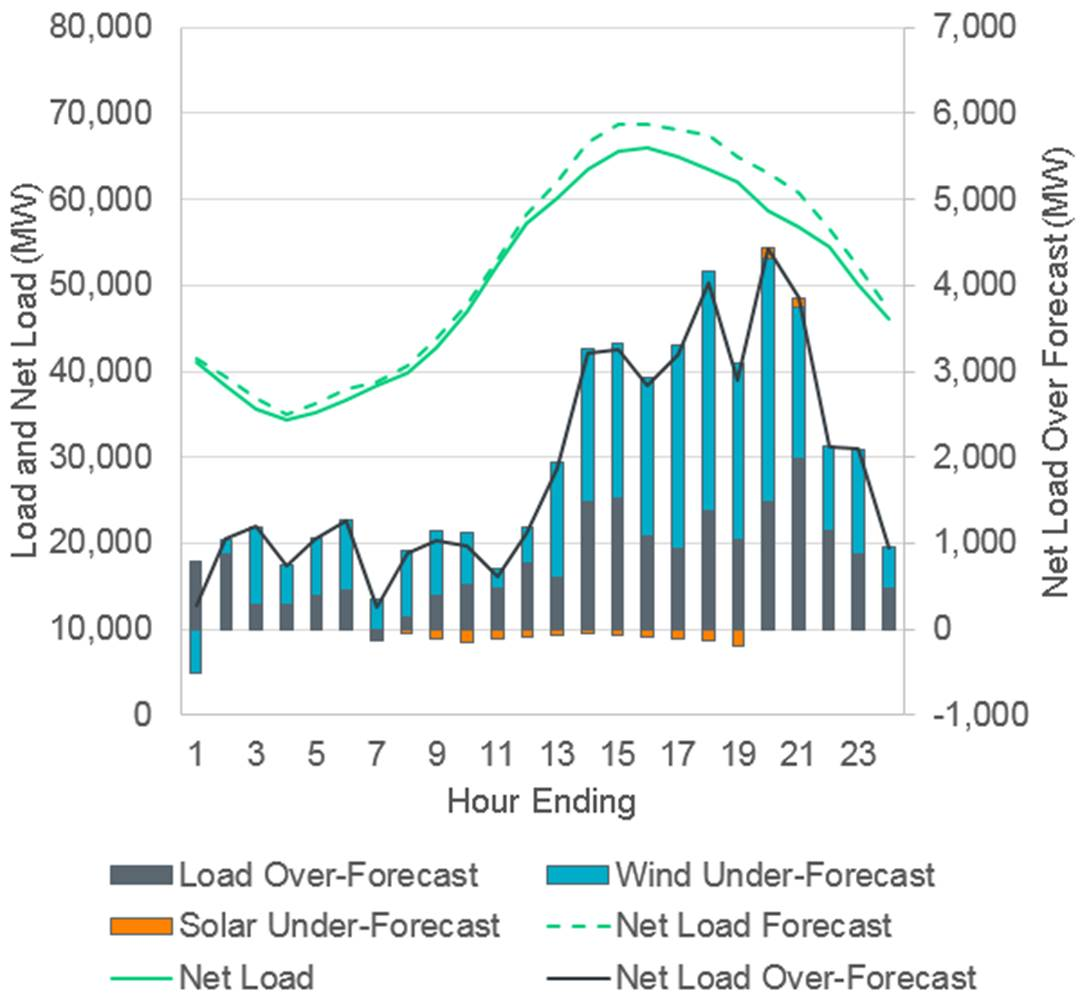 80,000
70,000
60,000
50,000
40,000
30,000
20,000
10,000
0
Load and Net Load (MW)
7,000
6,000
5,000
4,000
3,000
2,000
1,000
0
-1,000
Net Load Over Forecast (MW)
1 3 5 7 9 11 13 15 17 19 21 23
Hour Ending
Load Over-Forecast Wind Under-Forecast
Solar Under-Forecast Net Load Forecast
Net Load Net Load Over-Forecast